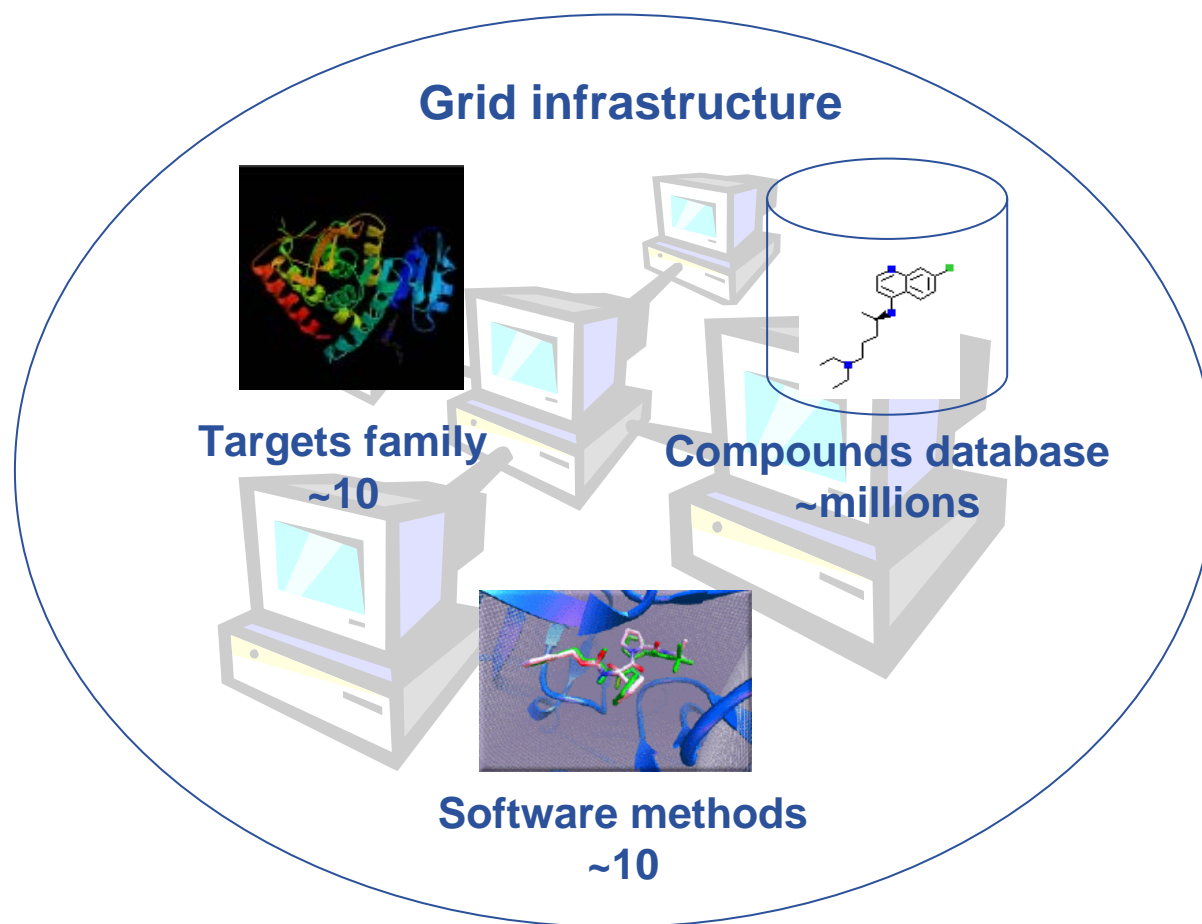 Grid infrastructure
Targets family
~10
Compounds database
~millions
Software methods
~10